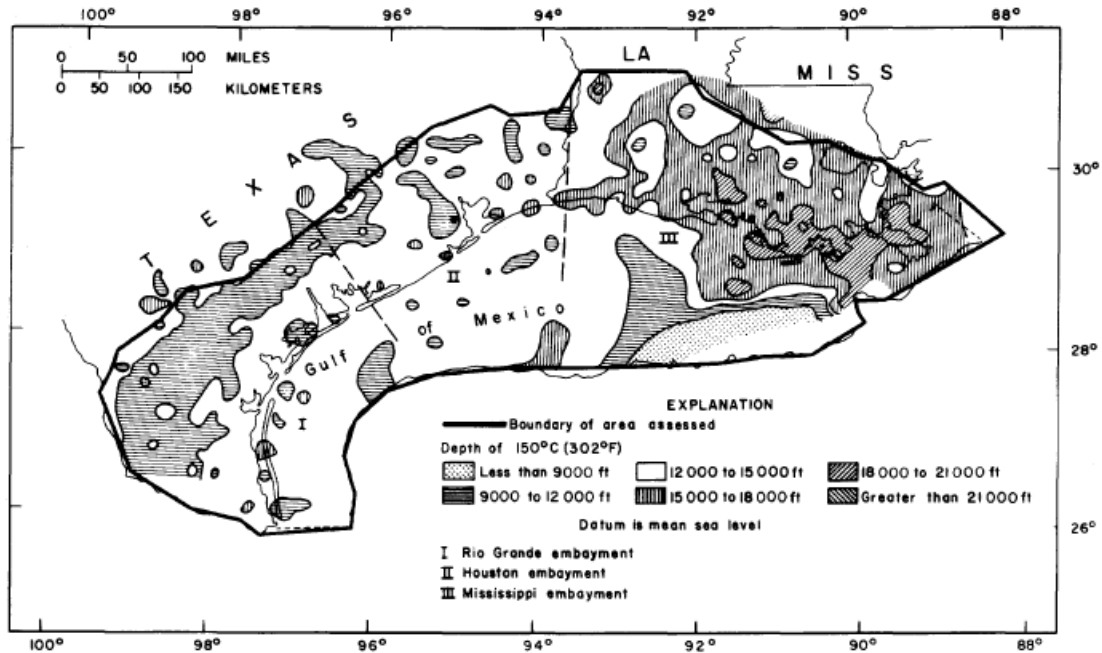 100° 98° 96° 94° 92° 90° 88°
0 50 100 MILES
0 50 100 150 KILOMETERS
LA
MISS
TEXAS
30° 30°
III
II
Gulf of Mexico
28° 28°
I
EXPLANATION
Boundary of area assessed
Depth of 150°C (302°F)
Less than 9000 ft 12 000 to 15 000 ft 18 000 to 21 000 ft
9000 to 12 000 ft 15 000 to 18 000 ft Greater than 21 000 ft
Datum is mean sea level
26° 26°
I Rio Grande embayment
II Houston embayment
III Mississippi embayment
100° 98° 96° 94° 92° 90° 88°